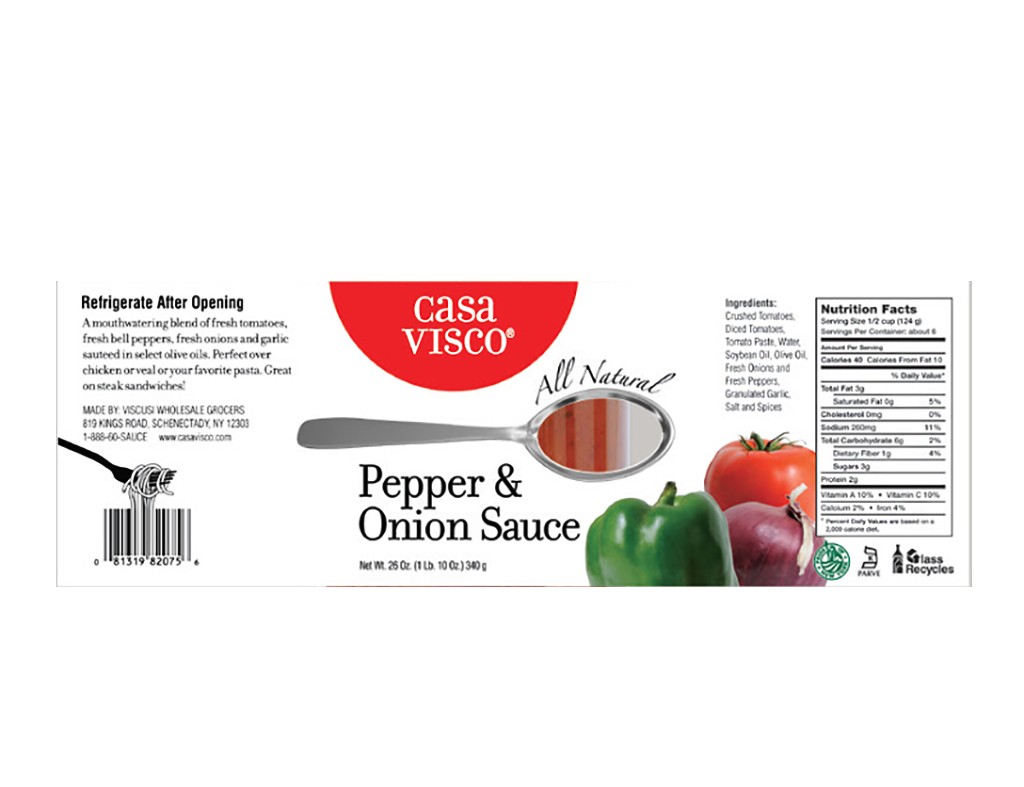 Refrigerate After Opening
A mouthwatering blend of fresh tomatoes,
fresh bell peppers, fresh onions and garlic
sauteed in select olive oils. Perfect over
chicken or veal or your favorite pasta. Great
on steak sandwiches!
MADE BY: VISCUSI WHOLESALE GROCERS
819 KINGS ROAD, SCHENECTADY, NY 12303
1-888-60-SAUCE www.casavisco.com
0 81319 82075 6
casa
VISCO®
All Natural
Pepper &
Onion Sauce
Net Wt. 26 Oz. (1 Lb. 10 Oz.) 340 g
Ingredients:
Crushed Tomatoes,
Diced Tomatoes,
Tomato Paste, Water,
Soybean Oil, Olive Oil,
Fresh Onions and
Fresh Peppers,
Granulated Garlic,
Salt and Spices
Nutrition Facts
Serving Size 1/2 cup (124 g)
Servings Per Container: about 6
Amount Per Serving
Calories 40 Calories From Fat 10
% Daily Value*
Total Fat 3g
Saturated Fat 0g 5%
Cholesterol 0mg 0%
Sodium 260mg 11%
Total Carbohydrate 6g 2%
Dietary Fiber 1g 4%
Sugars 3g
Protein 2g
Vitamin A 10% • Vitamin C 10%
Calcium 2% • Iron 4%
* Percent Daily Values are based on a
2,000 calorie diet.
K
PARVE
Glass
Recycles